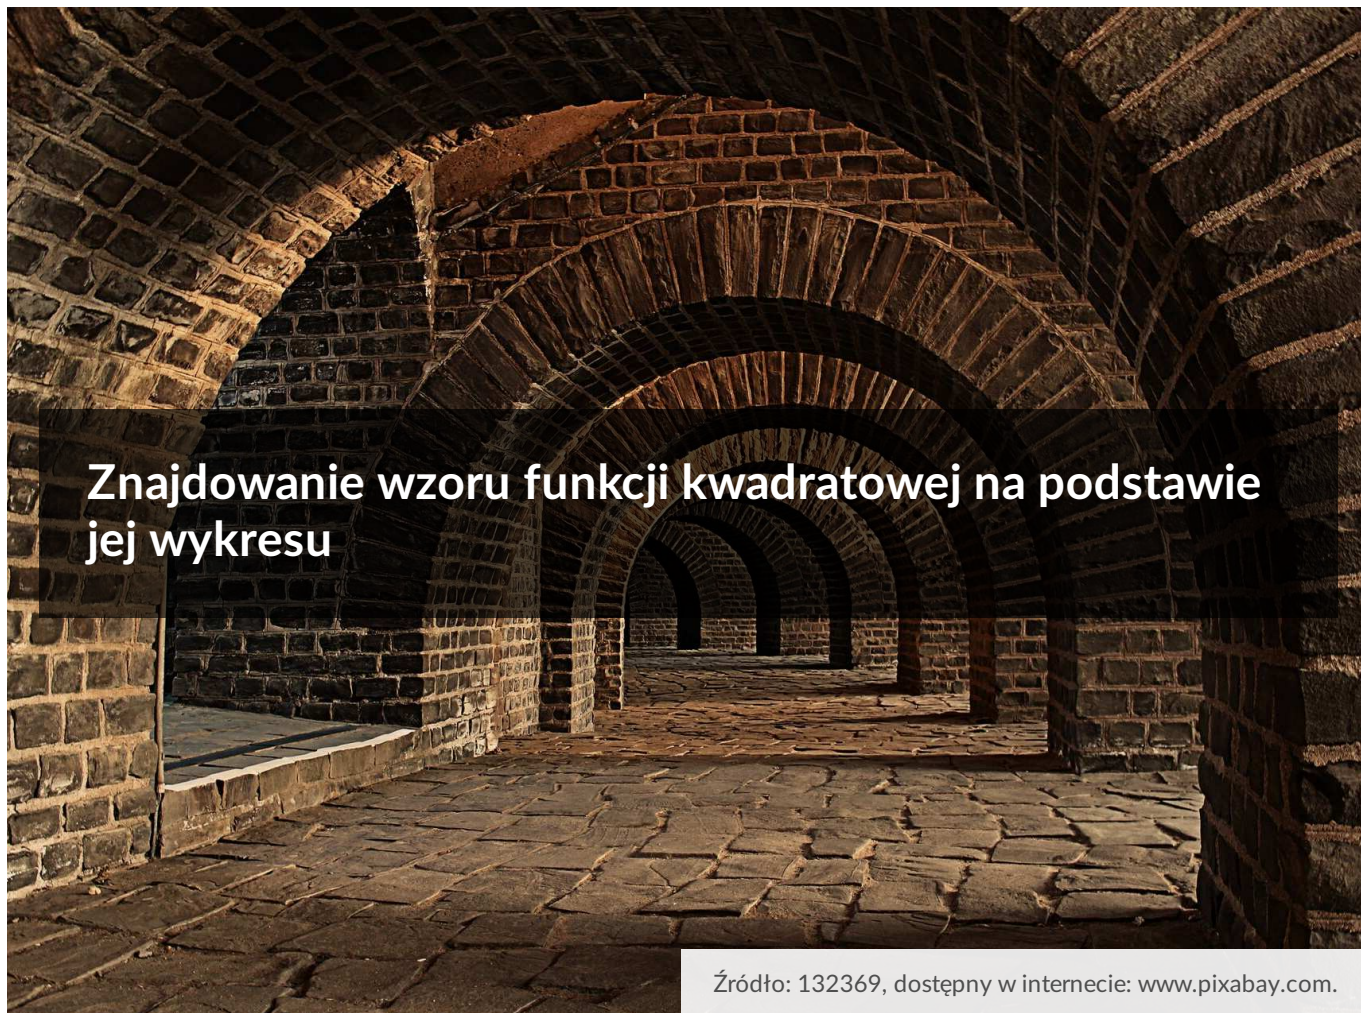 Znajdowanie wzoru funkcji kwadratowej na podstawie
jej wykresu
Źródło: 132369, dostępny w internecie: www.pixabay.com.